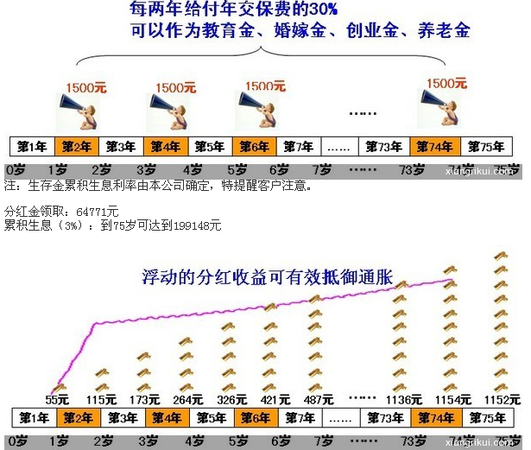 每两年给付年交保费的30%
可以作为教育金、婚嫁金、创业金、养老金
1500元 1500元 1500元 1500元
······
第1年 第2年 第3年 第4年 第5年 第6年 第7年 …… 第73年 第74年 第75年
0岁 1岁 2岁 3岁 4岁 5岁 6岁 7岁 73岁 74岁 75岁
xiangrikui.com
注：生存金累积生息利率由本公司确定，特提醒客户注意。
分红金领取：64771元
累积生息（3%）：到75岁可达到199148元
浮动的分红收益可有效抵御通胀
55元 115元 173元 264元 326元 421元 487元 ······ 1136元 1154元 1152元
第1年 第2年 第3年 第4年 第5年 第6年 第7年 …… 第73年 第74年 第75年
0岁 1岁 2岁 3岁 4岁 5岁 6岁 7岁 73岁 74岁 75岁
xiangrikui.com